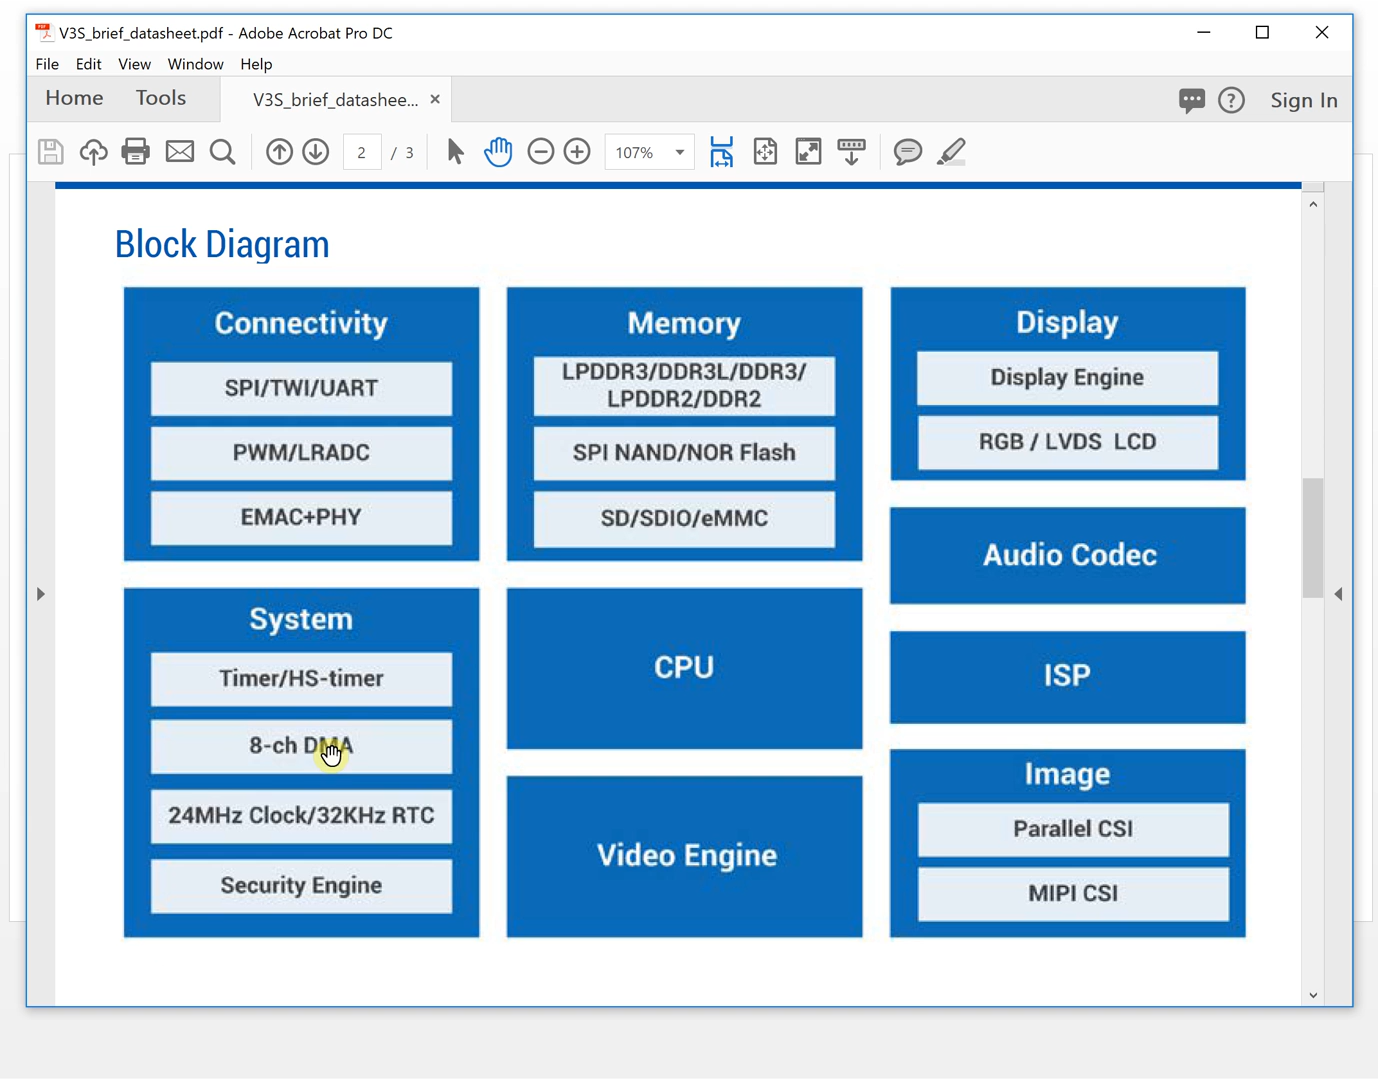 V3S_brief_datasheet.pdf - Adobe Acrobat Pro DC
File Edit View Window Help
Home Tools V3S_brief_datashee... × Sign In
2 / 3 107%
Block Diagram
Connectivity
SPI/TWI/UART
PWM/LRADC
EMAC+PHY
Memory
LPDDR3/DDR3L/DDR3/
LPDDR2/DDR2
SPI NAND/NOR Flash
SD/SDIO/eMMC
Display
Display Engine
RGB / LVDS LCD
Audio Codec
System
Timer/HS-timer
8-ch DMA
24MHz Clock/32KHz RTC
Security Engine
CPU
Video Engine
ISP
Image
Parallel CSI
MIPI CSI